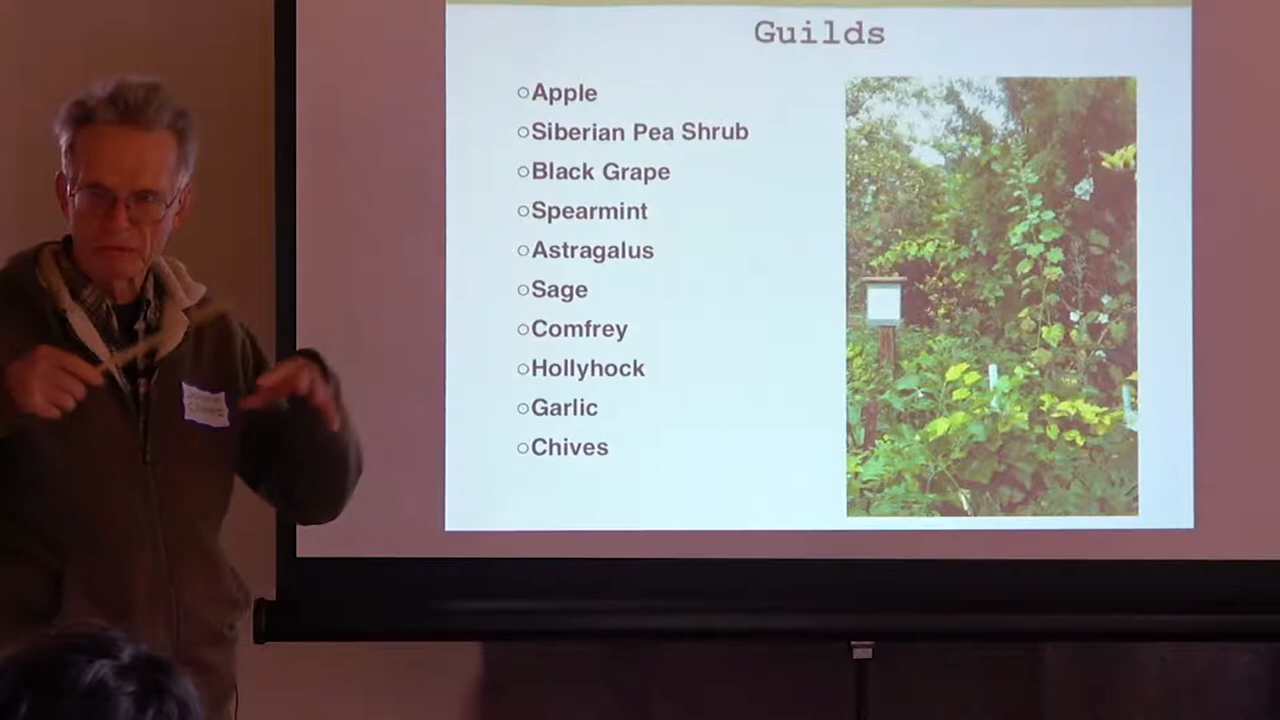 Guilds
Apple
Siberian Pea Shrub
Black Grape
Spearmint
Astragalus
Sage
Comfrey
Hollyhock
Garlic
Chives